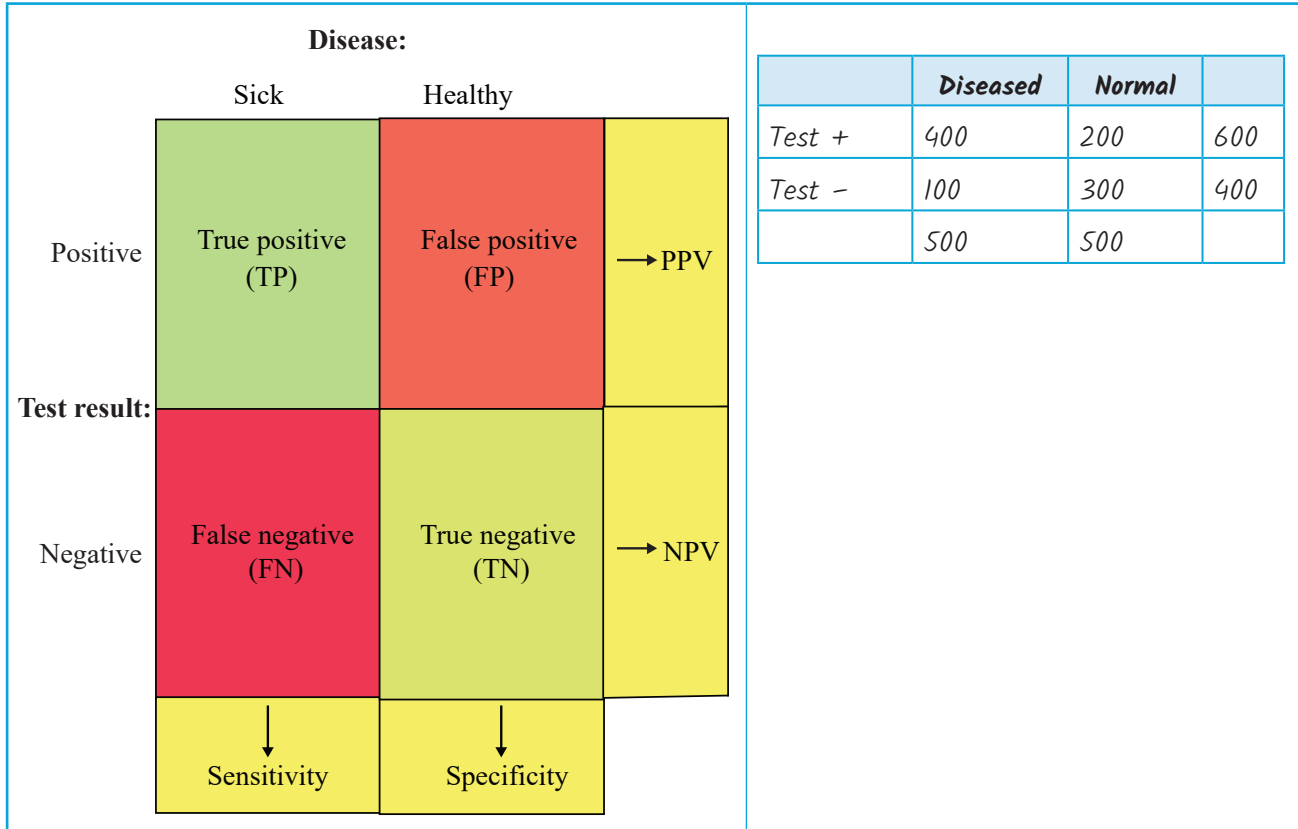 Disease:
Sick Healthy
Positive
True positive
(TP)
False positive
(FP)
→PPV
Test result:
Negative
False negative
(FN)
True negative
(TN)
→NPV
Sensitivity
Specificity
Diseased Normal
Test + 400 200 600
Test - 100 300 400
500 500